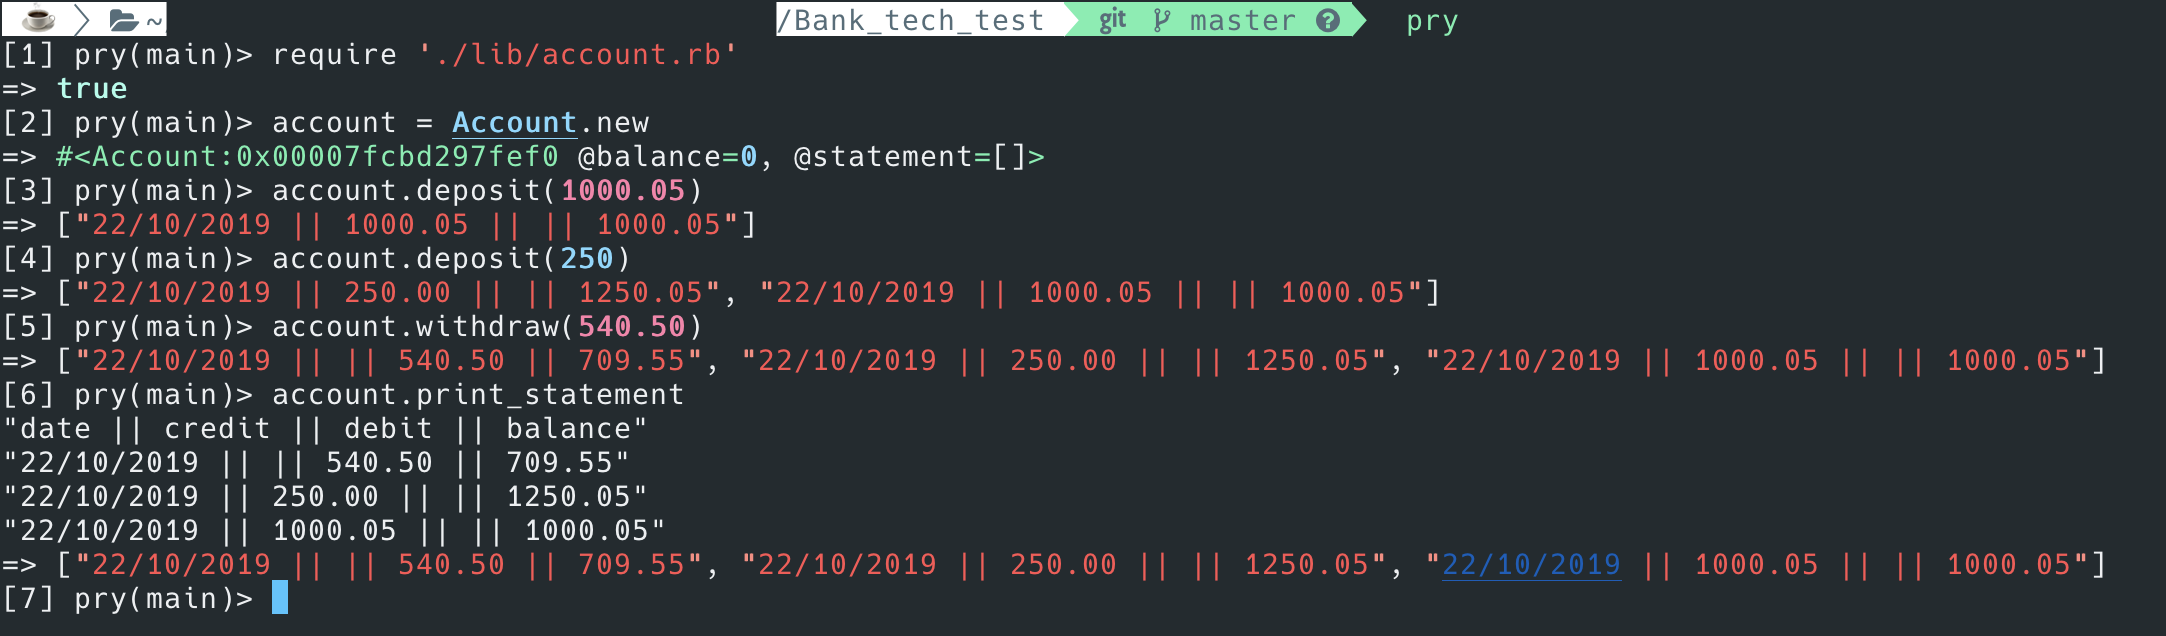 ~ /Bank_tech_test git master ? pry
[1] pry(main)> require './lib/account.rb'
=> true
[2] pry(main)> account = Account.new
=> #<Account:0x00007fcbd297fef0 @balance=0, @statement=[]>
[3] pry(main)> account.deposit(1000.05)
=> ["22/10/2019 || 1000.05 || || 1000.05"]
[4] pry(main)> account.deposit(250)
=> ["22/10/2019 || 250.00 || || 1250.05", "22/10/2019 || 1000.05 || || 1000.05"]
[5] pry(main)> account.withdraw(540.50)
=> ["22/10/2019 || || 540.50 || 709.55", "22/10/2019 || 250.00 || || 1250.05", "22/10/2019 || 1000.05 || || 1000.05"]
[6] pry(main)> account.print_statement
"date || credit || debit || balance"
"22/10/2019 || || 540.50 || 709.55"
"22/10/2019 || 250.00 || || 1250.05"
"22/10/2019 || 1000.05 || || 1000.05"
=> ["22/10/2019 || || 540.50 || 709.55", "22/10/2019 || 250.00 || || 1250.05", "22/10/2019 || 1000.05 || || 1000.05"]
[7] pry(main)>